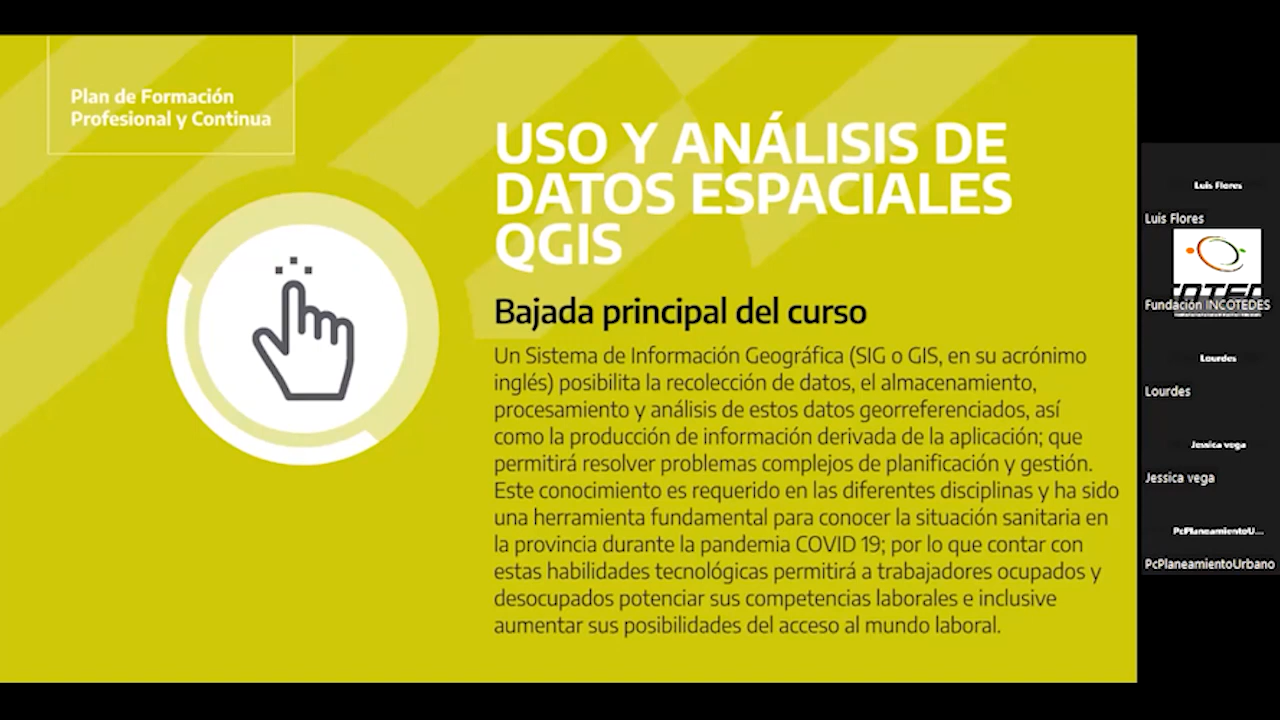 Plan de Formación
Profesional y Continua
USO Y ANÁLISIS DE
DATOS ESPACIALES
QGIS
Bajada principal del curso
Un Sistema de Información Geográfica (SIG o GIS, en su acrónimo
inglés) posibilita la recolección de datos, el almacenamiento,
procesamiento y análisis de estos datos georreferenciados, así
como la producción de información derivada de la aplicación; que
permitirá resolver problemas complejos de planificación y gestión.
Este conocimiento es requerido en las diferentes disciplinas y ha sido
una herramienta fundamental para conocer la situación sanitaria en
la provincia durante la pandemia COVID 19; por lo que contar con
estas habilidades tecnológicas permitirá a trabajadores ocupados y
desocupados potenciar sus competencias laborales e inclusive
aumentar sus posibilidades del acceso al mundo laboral.
Luis Flores
Luis Flores
Fundación INCOTEDES
Lourdes
Lourdes
Jessica vega
Jessica vega
PcPlaneamientoU...
PcPlaneamientoUrbano